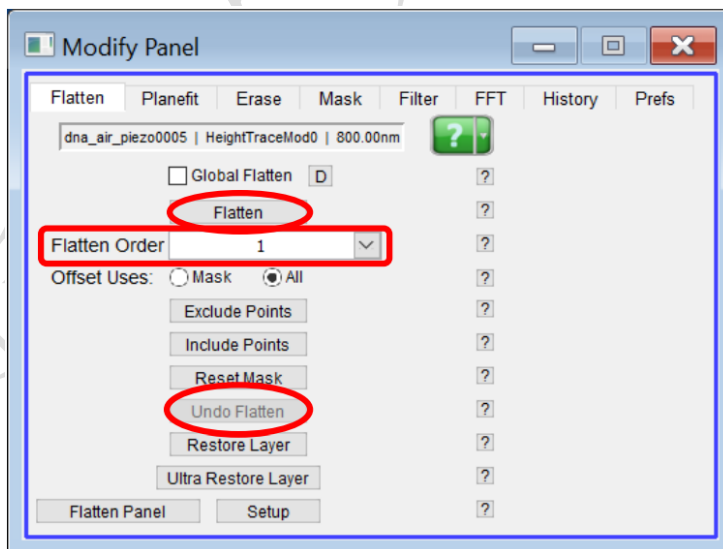 Modify Panel
Flatten Planefit Erase Mask Filter FFT History Prefs
dna_air_piezo0005 | HeightTraceMod0 | 800.00nm ?
Global Flatten D ?
Flatten ?
Flatten Order 1 ?
Offset Uses: Mask All ?
Exclude Points ?
Include Points ?
Reset Mask ?
Undo Flatten ?
Restore Layer ?
Ultra Restore Layer ?
Flatten Panel Setup ?